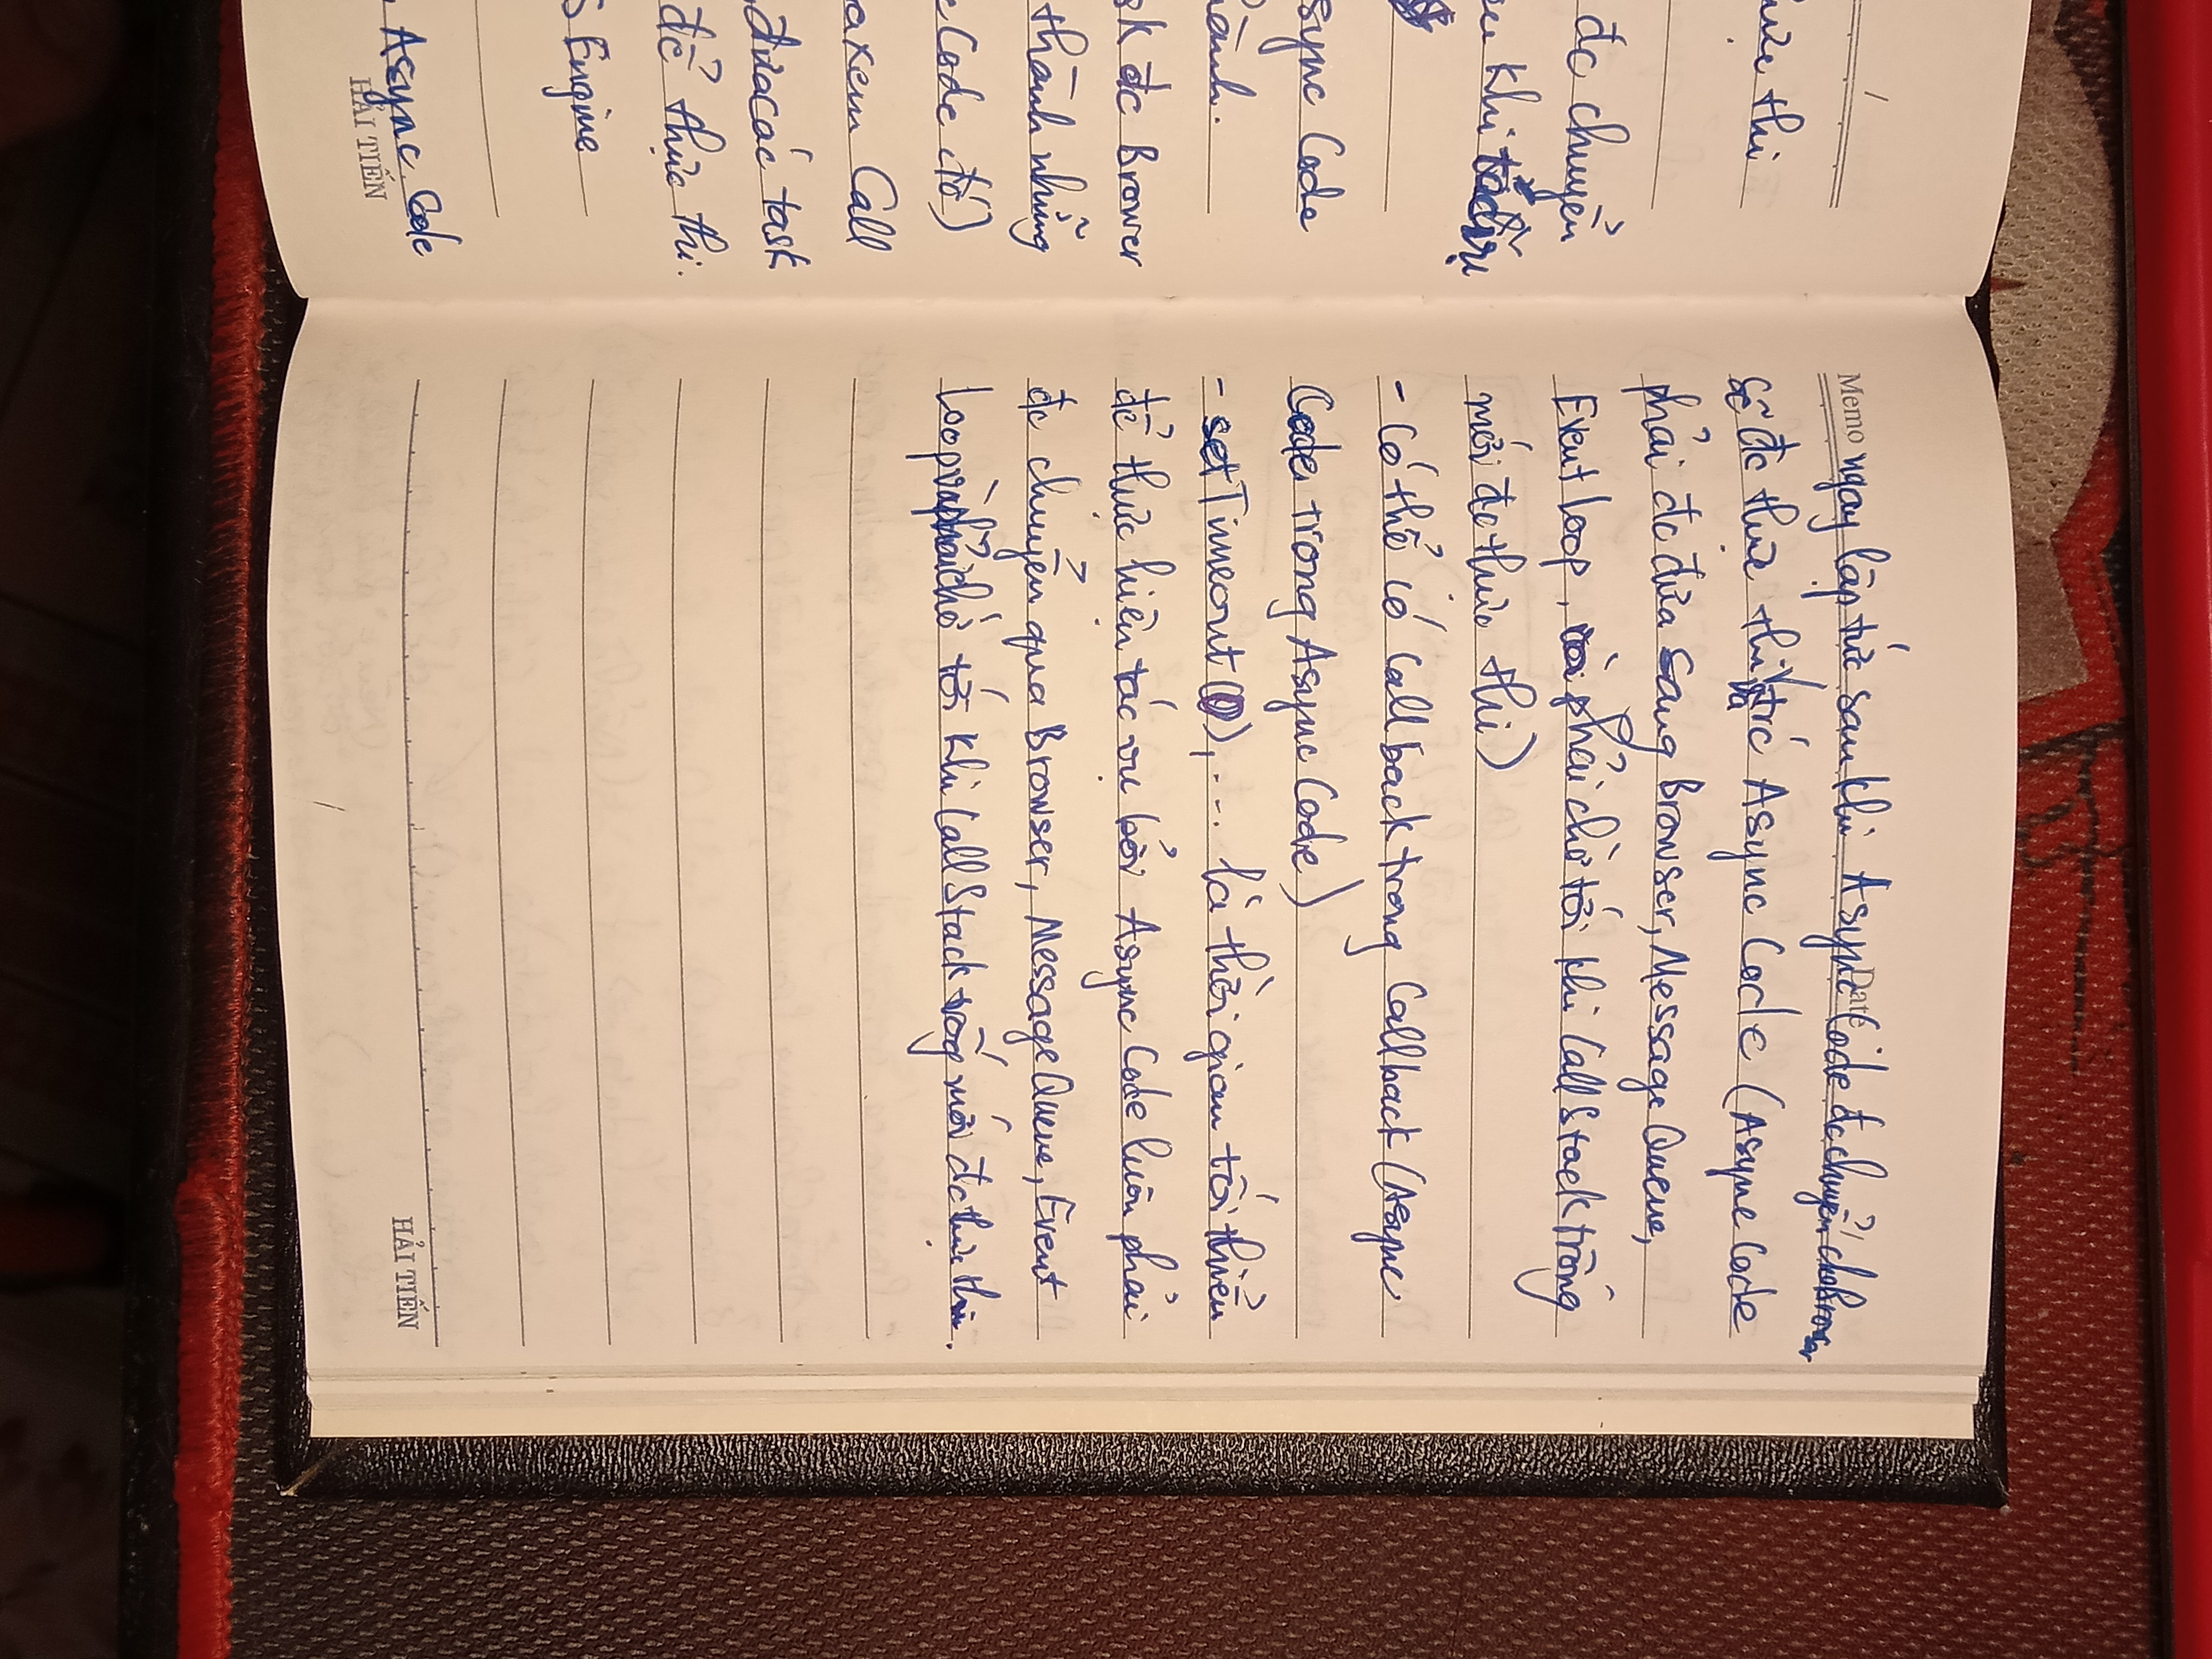 thi
đc chuyển
khi
Async Code
đc Brower
thành những
Code đó)
xem Call
đưa các task
để thực thi.
Engine
Async Code
HẢI TIẾN
Memo ngay lập tức sau khi Async Code đc chuyển cho Browser
Date
sẽ đc thực thi và trc Async Code (Async Code
phải đc đưa sang Browser, Message Queue,
Event loop, phải chờ tới khi Call Stack trống
mới đc thực thi)
- Có thể có Callback trong Callback (Async
Code trong Async Code)
- setTimeout(0), ... là thời gian tối thiểu
để thực hiện tác vụ bởi Async Code luôn phải
đc chuyển qua Browser, Message Queue, Event
Loop và phải chờ tới khi Call Stack trống mới đc thực thi.
HẢI TIẾN